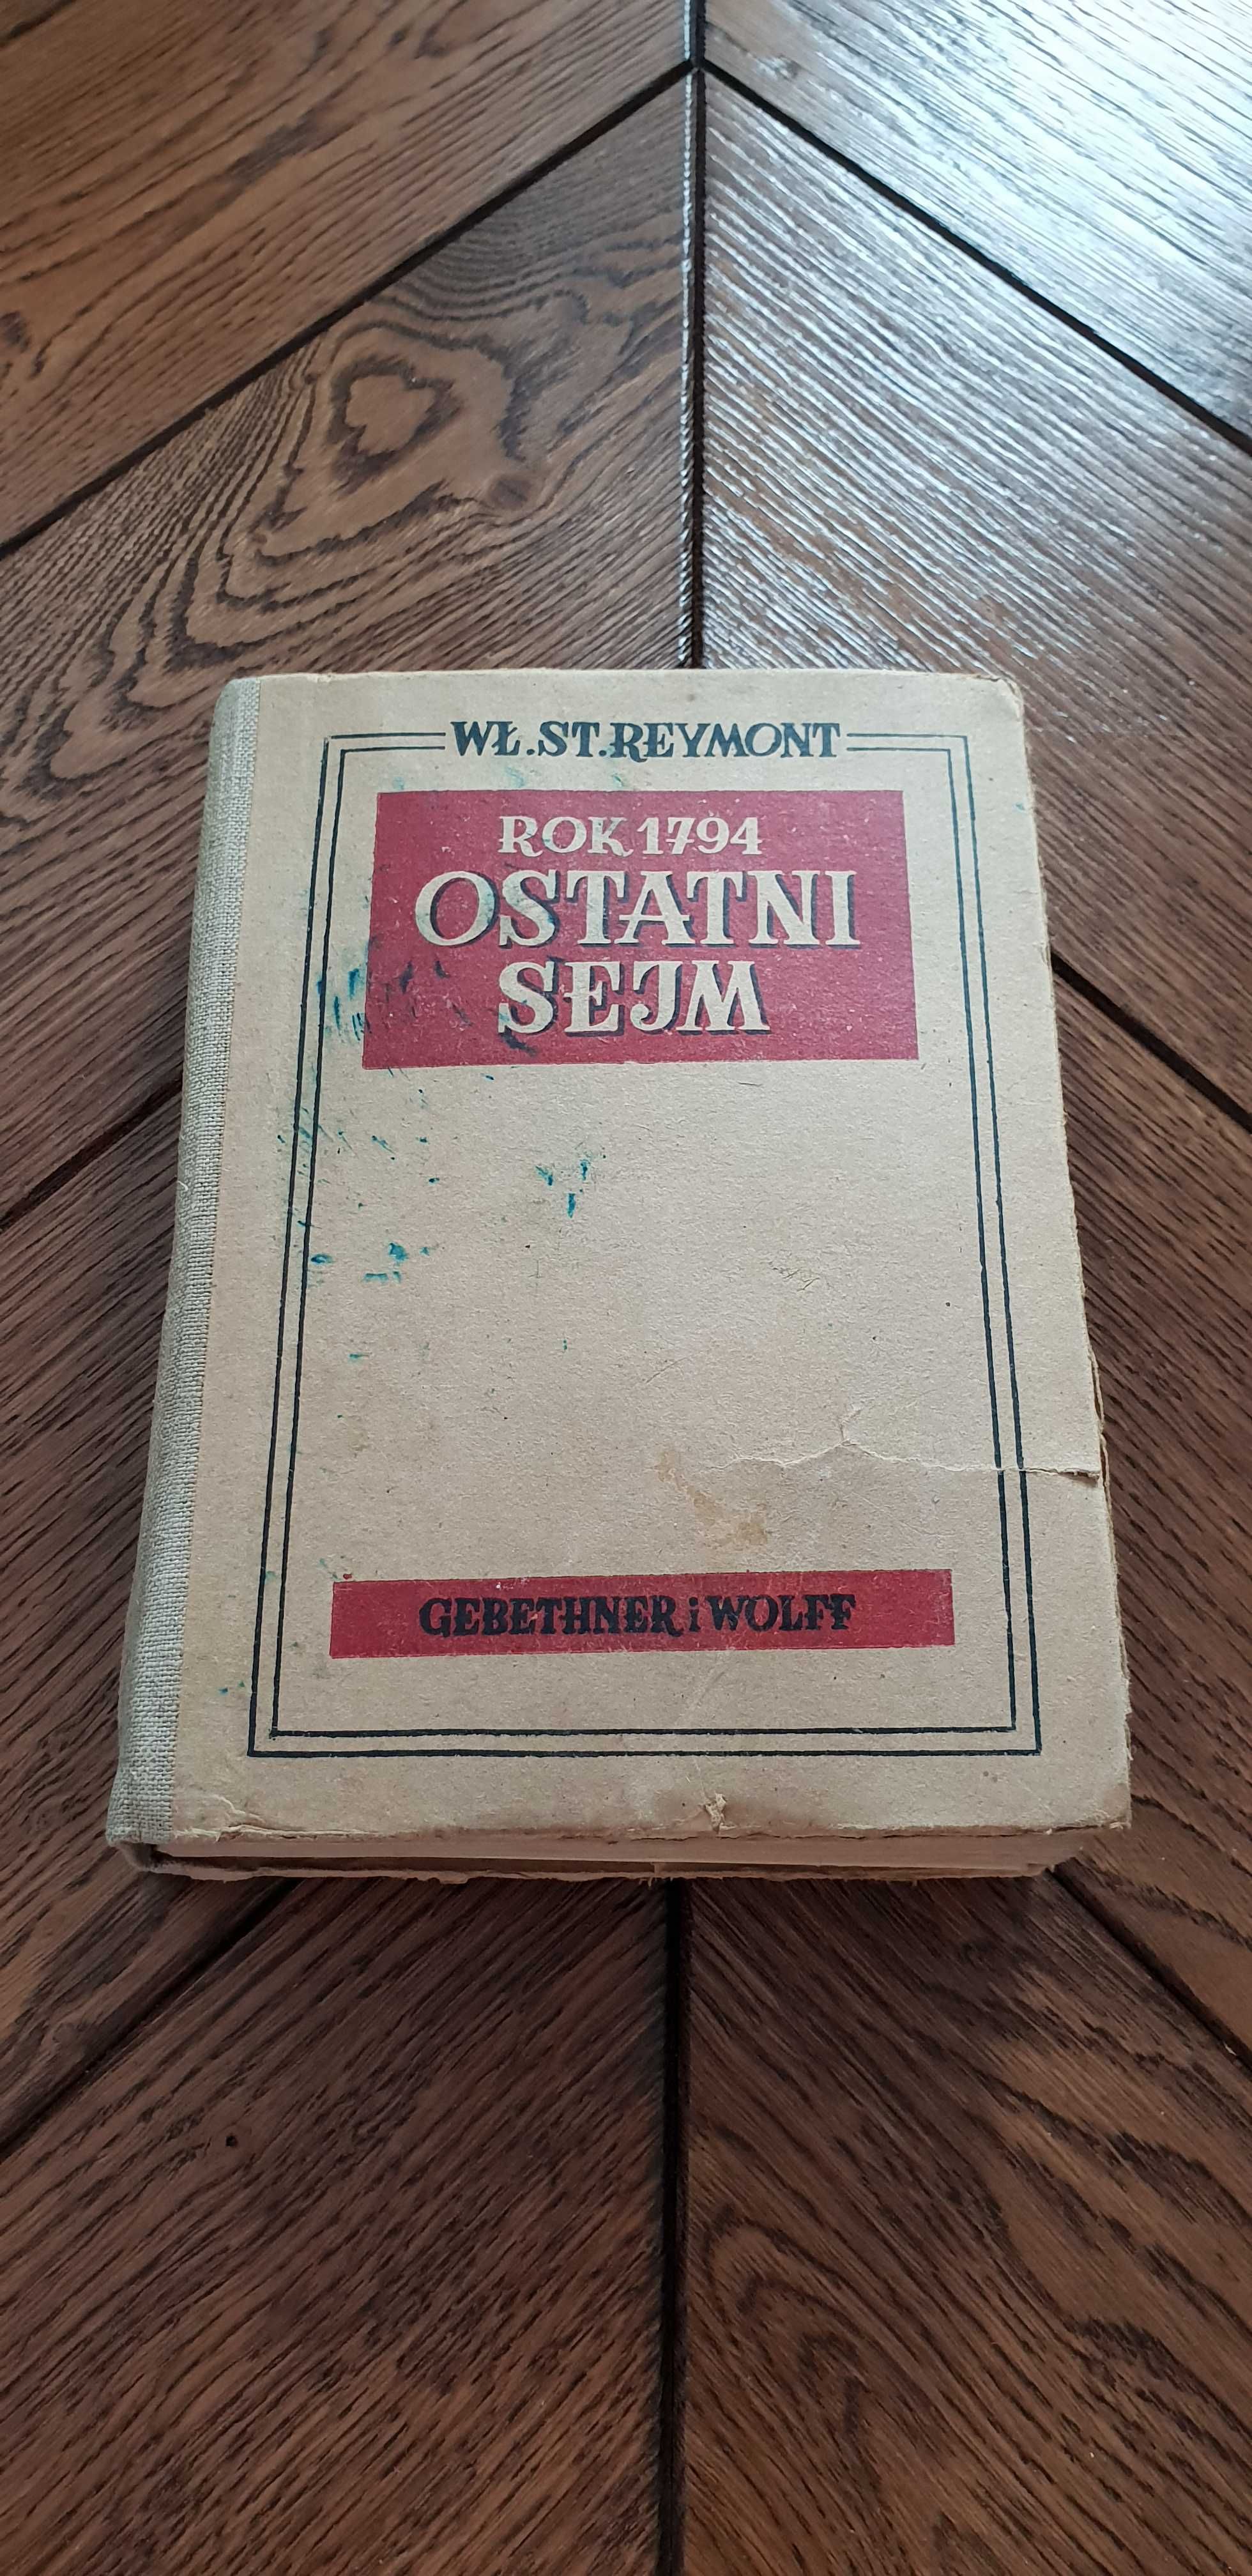 WŁ.ST.REYMONT
ROK 1794
OSTATNI
SEJM
GEBETHNER i WOLFF